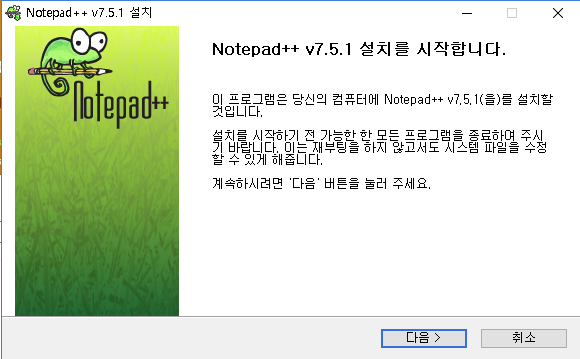 Notepad++ v7.5.1 설치
Notepad++
Notepad++ v7.5.1 설치를 시작합니다.
이 프로그램은 당신의 컴퓨터에 Notepad++ v7.5.1(을)를 설치할
것입니다.
설치를 시작하기 전 가능한 한 모든 프로그램을 종료하여 주시
기 바랍니다. 이는 재부팅을 하지 않고서도 시스템 파일을 수정
할 수 있게 해줍니다.
계속하시려면 '다음' 버튼을 눌러 주세요.
다음 >
취소